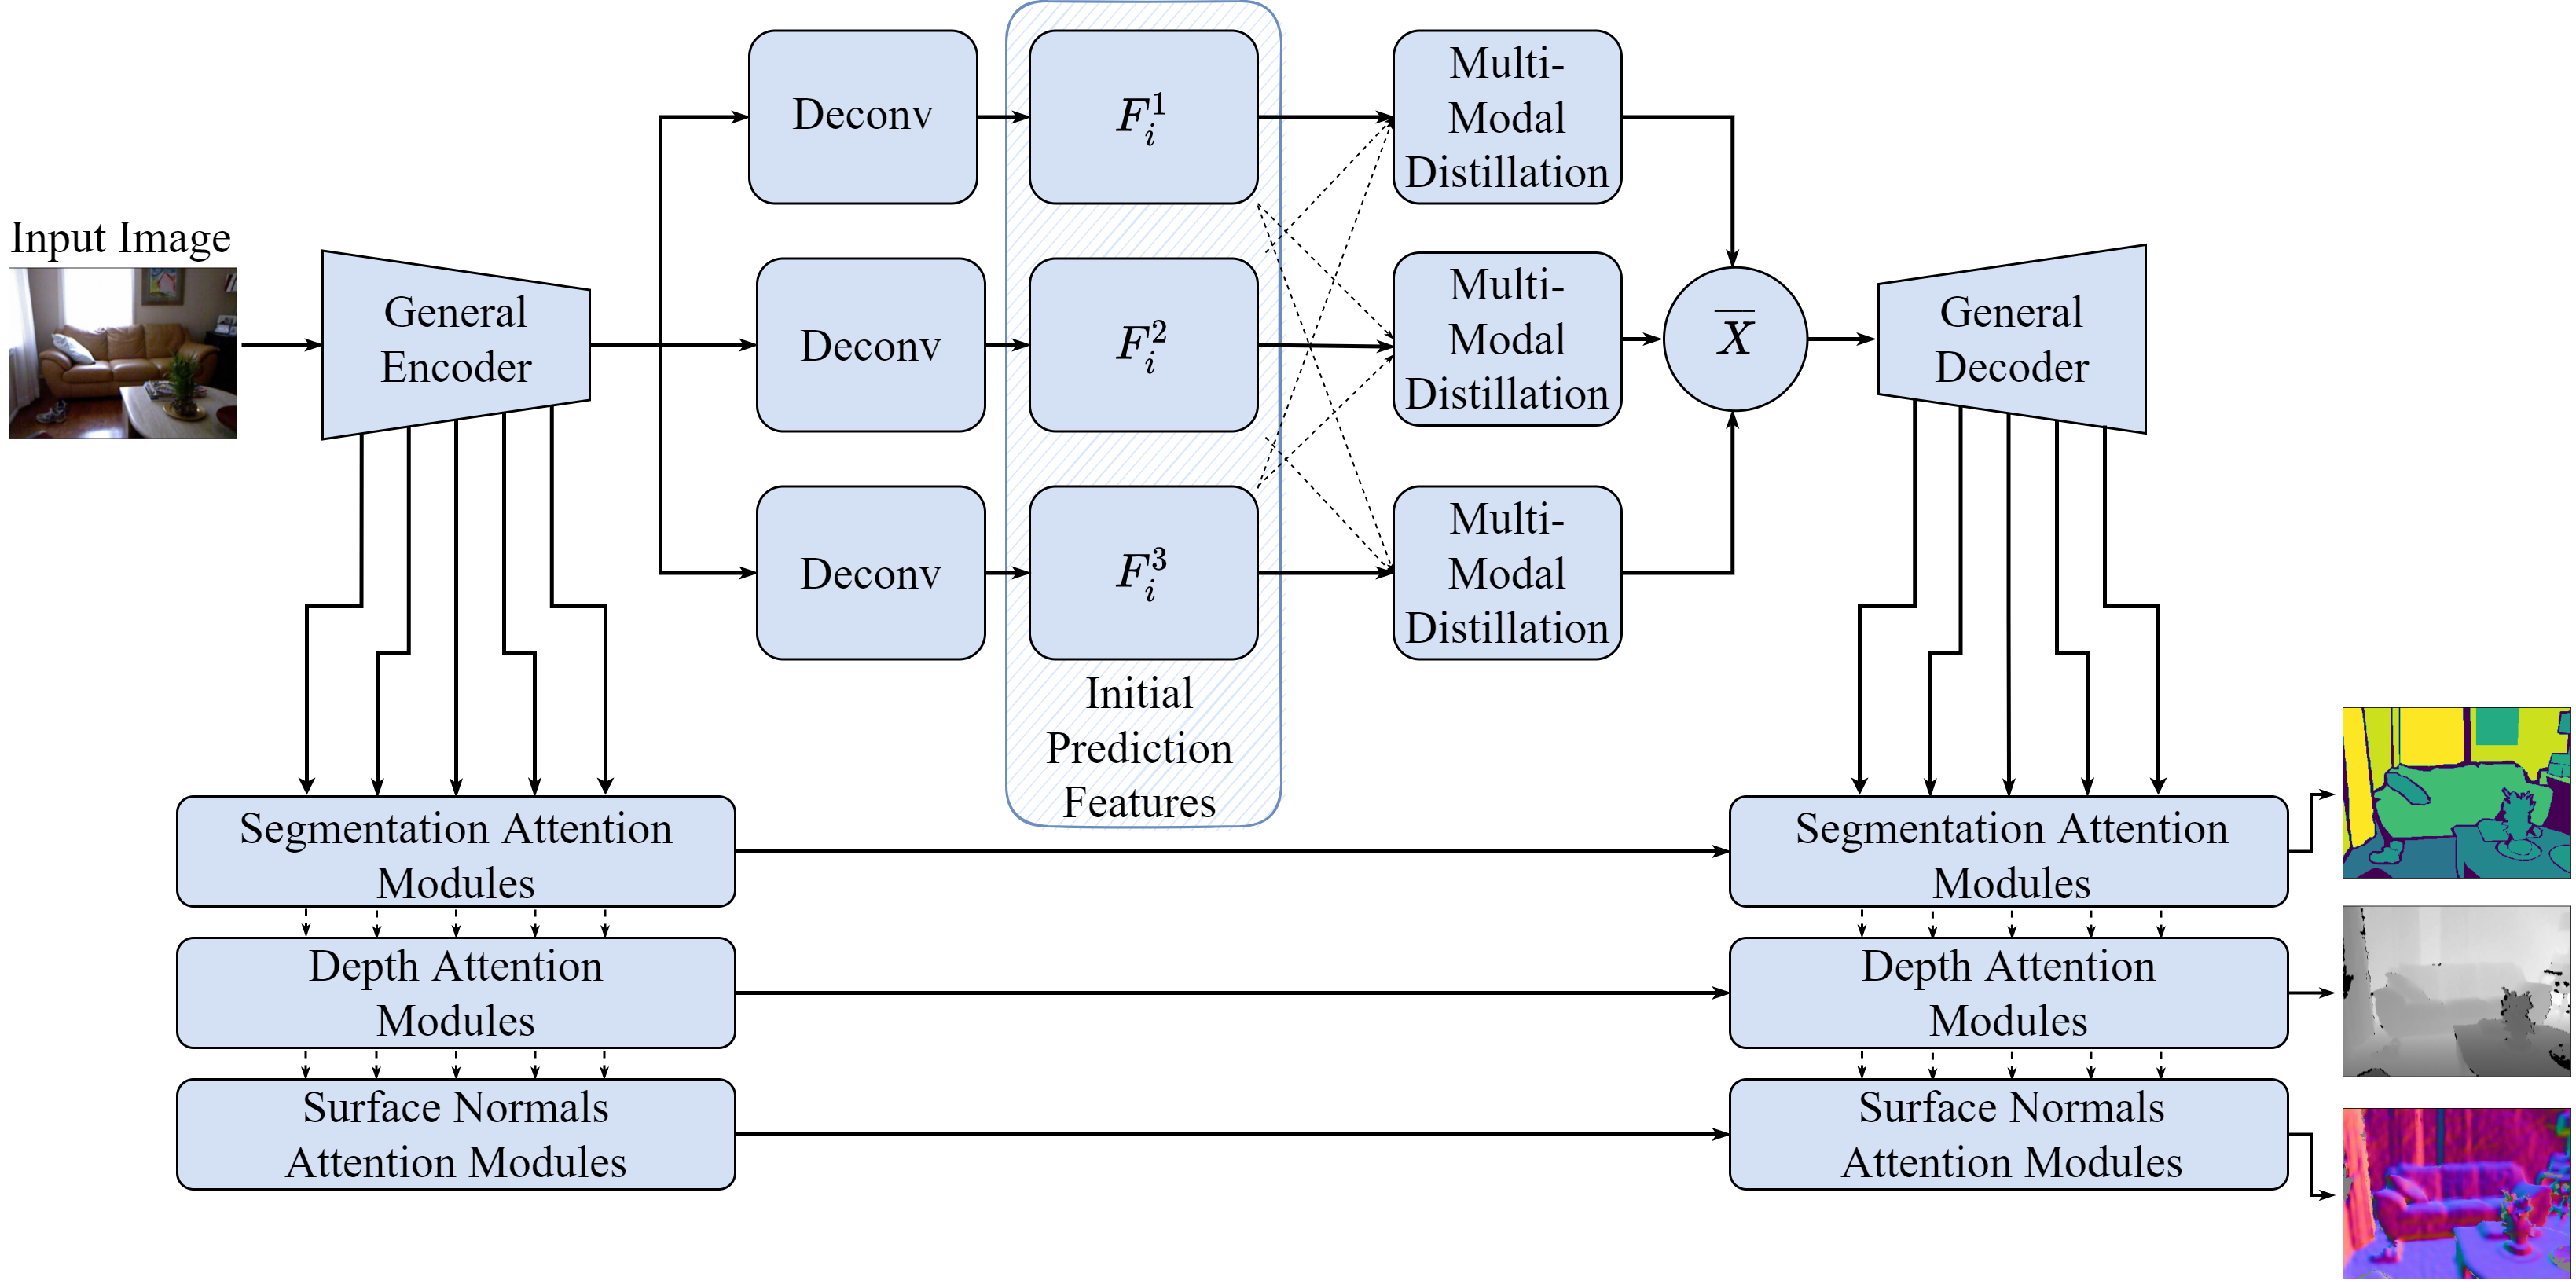 Input Image
General
Encoder
Deconv
Deconv
Deconv
$F_i^1$
$F_i^2$
$F_i^3$
Initial
Prediction
Features
Multi-
Modal
Distillation
Multi-
Modal
Distillation
Multi-
Modal
Distillation
$\overline{X}$
General
Decoder
Segmentation Attention
Modules
Depth Attention
Modules
Surface Normals
Attention Modules
Segmentation Attention
Modules
Depth Attention
Modules
Surface Normals
Attention Modules